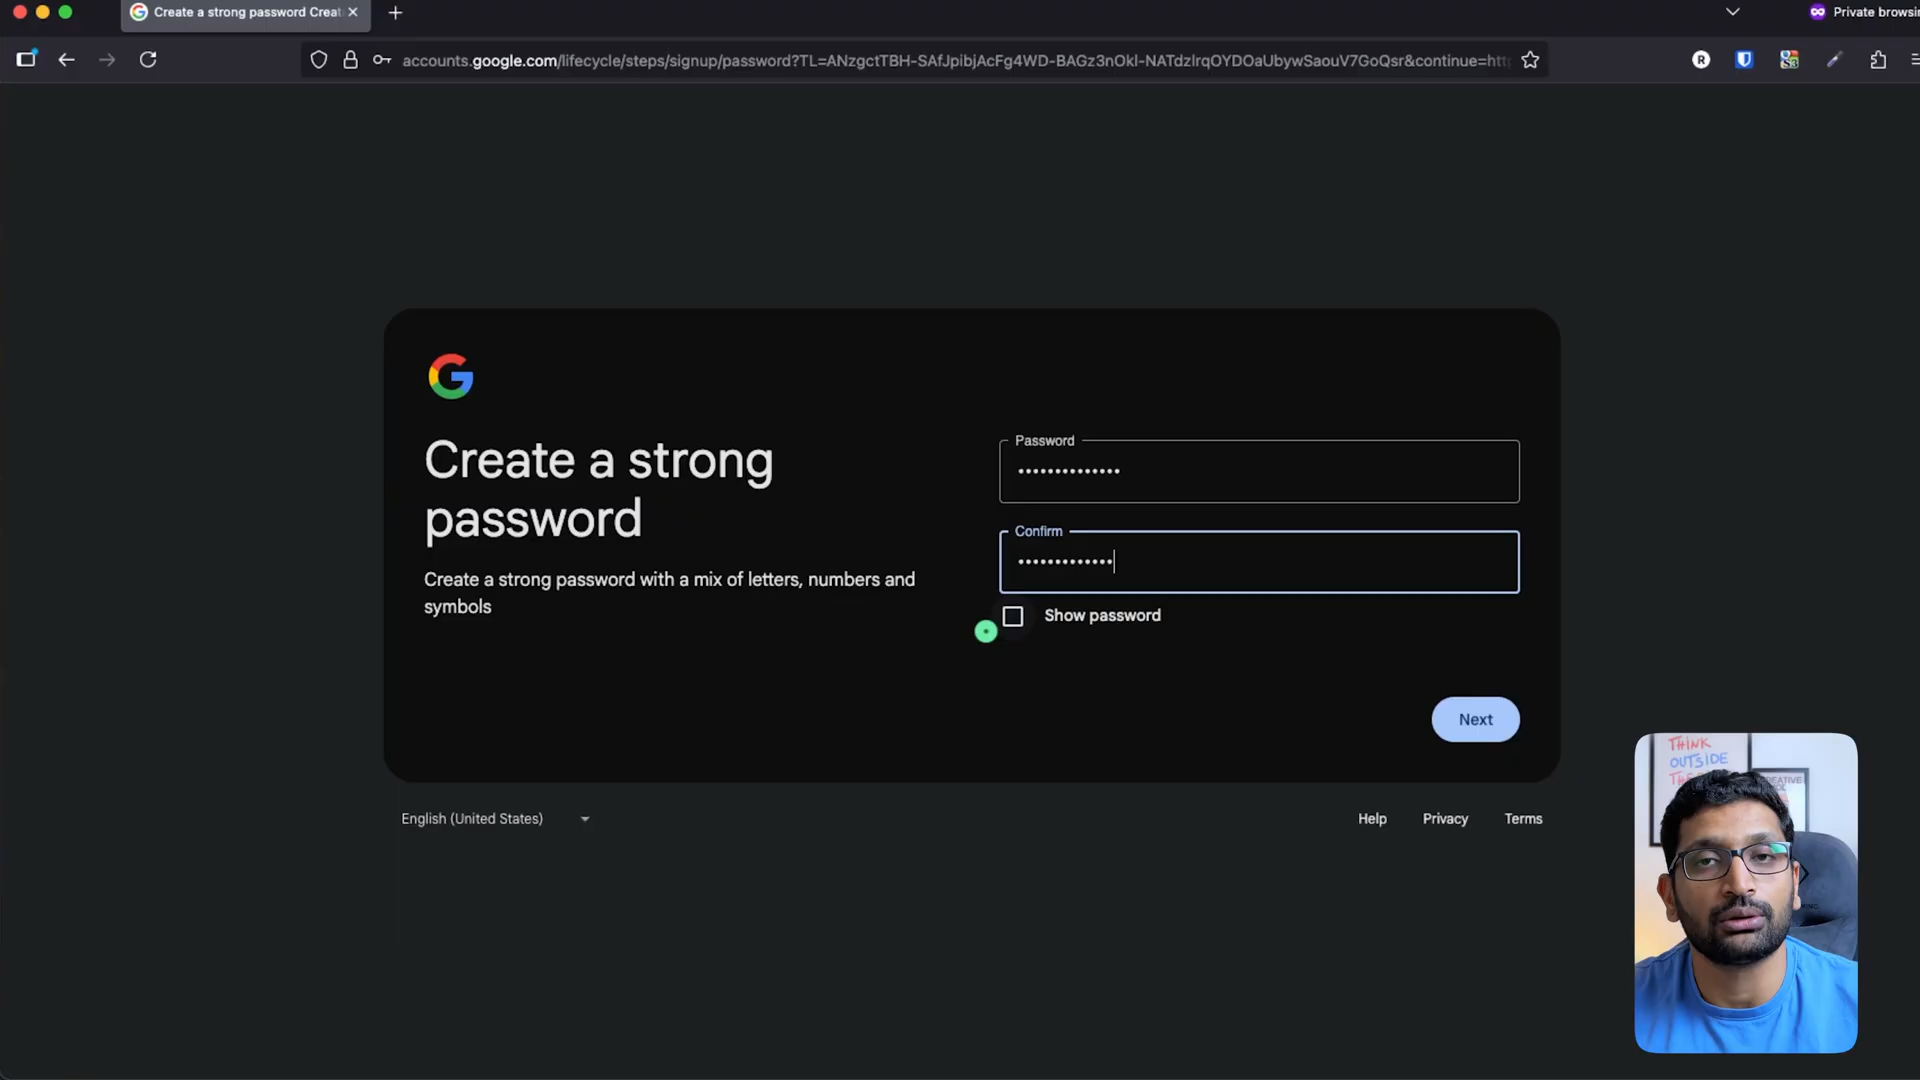 Create a strong password Creat
Private browsin
accounts.google.com/lifecycle/steps/signup/password?TL=ANzgctTBH-SAfJpibjAcFg4WD-BAGz3nOkI-NATdzlrqOYDOaUbywSaouV7GoQsr&continue=htt
Create a strong
password
Create a strong password with a mix of letters, numbers and
symbols
Password
••••••••••••••
Confirm
•••••••••••••
Show password
Next
English (United States)
Help Privacy Terms
THINK
OUTSIDE